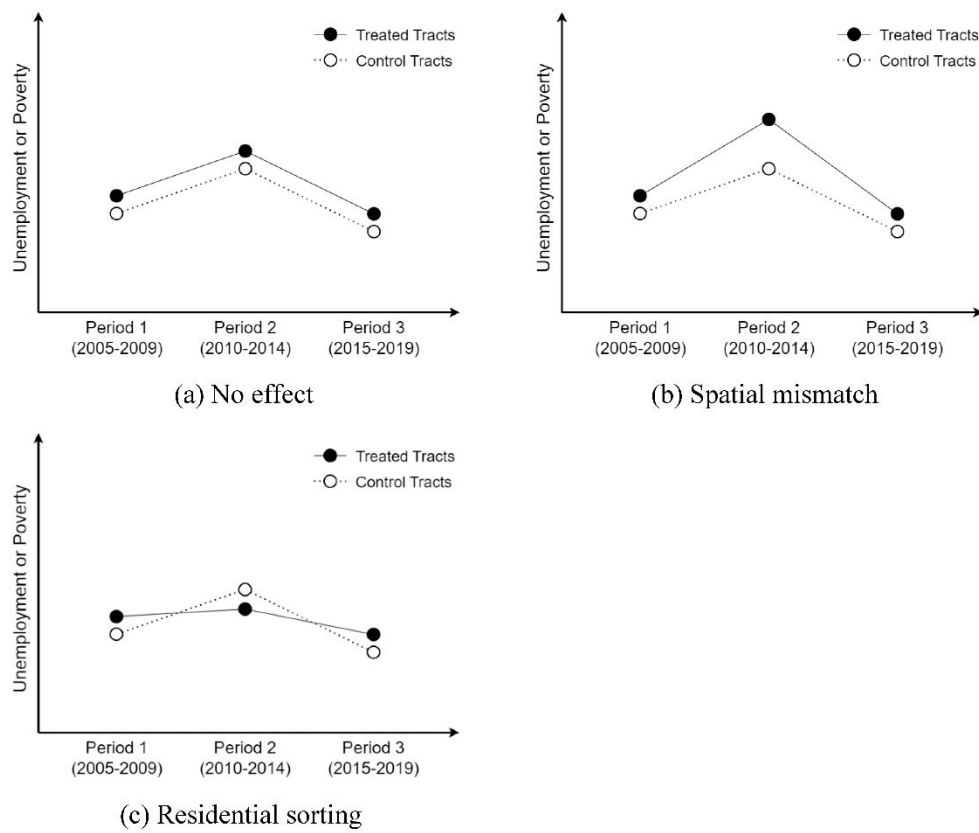 Unemployment or Poverty
Treated Tracts
Control Tracts
Period 1
(2005-2009)
Period 2
(2010-2014)
Period 3
(2015-2019)
(a) No effect
Unemployment or Poverty
Treated Tracts
Control Tracts
Period 1
(2005-2009)
Period 2
(2010-2014)
Period 3
(2015-2019)
(b) Spatial mismatch
Unemployment or Poverty
Treated Tracts
Control Tracts
Period 1
(2005-2009)
Period 2
(2010-2014)
Period 3
(2015-2019)
(c) Residential sorting